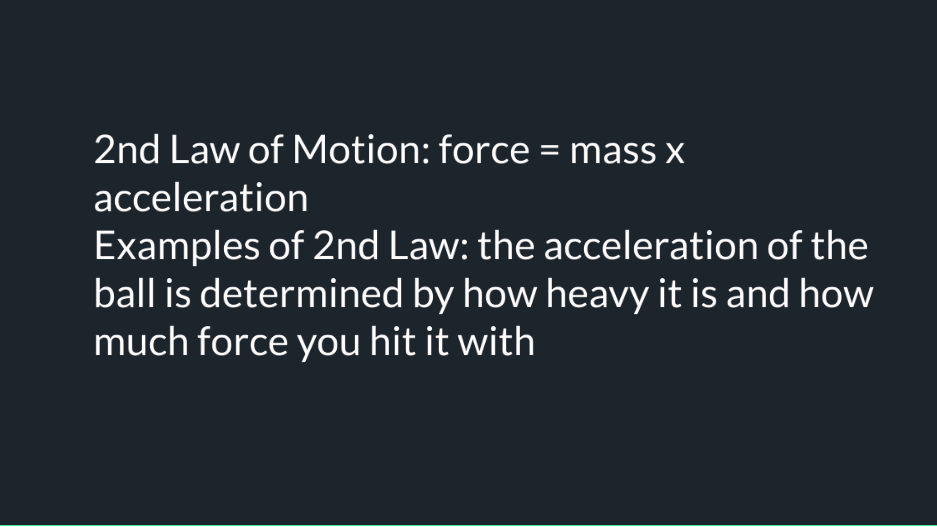 2nd Law of Motion: force = mass x
acceleration
Examples of 2nd Law: the acceleration of the
ball is determined by how heavy it is and how
much force you hit it with